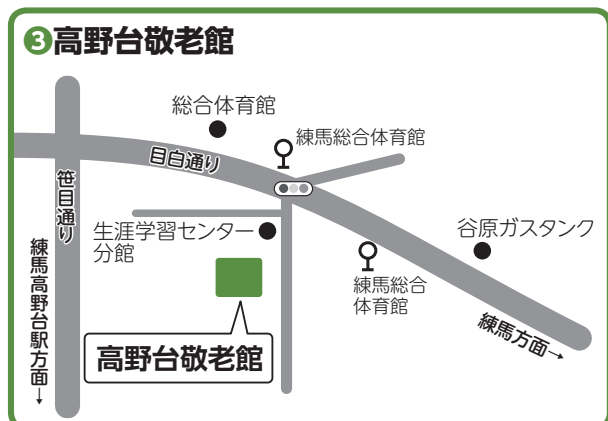 ❸高野台敬老館
総合体育館
練馬総合体育館
目白通り
笹目通り
生涯学習センター
分館
谷原ガスタンク
練馬総合
体育館
練馬高野台駅方面→
高野台敬老館
練馬方面→